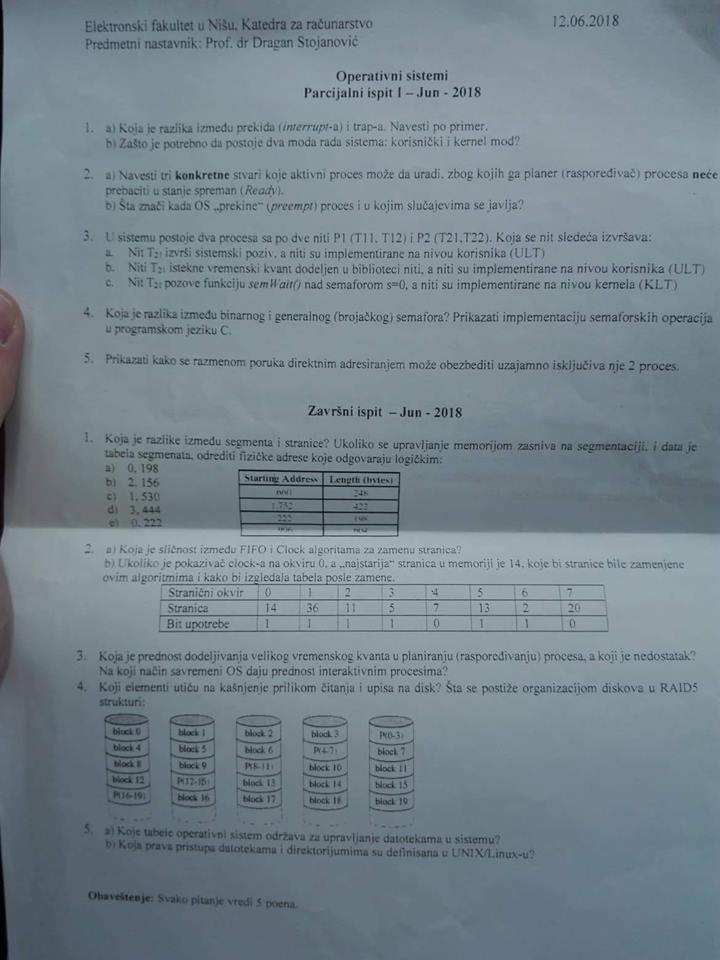 Elektronski fakultet u Nišu, Katedra za računarstvo 12.06.2018
Predmetni nastavnik: Prof. dr Dragan Stojanović
Operativni sistemi
Parcijalni ispit I – Jun - 2018
1. a) Koja je razlika između prekida (interrupt-a) i trap-a. Navesti po primer.
b) Zašto je potrebno da postoje dva moda rada sistema: korisnički i kernel mod?
2. a) Navesti tri konkretne stvari koje aktivni proces može da uradi, zbog kojih ga planer (raspoređivač) procesa neće
prebaciti u stanje spreman (Ready).
b) Šta znači kada OS „prekine“ (preempt) proces i u kojim slučajevima se javlja?
3. U sistemu postoje dva procesa sa po dve niti P1 (T11, T12) i P2 (T21,T22). Koja se nit sledeća izvršava:
a. Nit T21 izvrši sistemski poziv, a niti su implementirane na nivou korisnika (ULT)
b. Niti T21 istekne vremenski kvant dodeljen u biblioteci niti, a niti su implementirane na nivou korisnika (ULT)
c. Nit T21 pozove funkciju semWait() nad semaforom s=0, a niti su implementirane na nivou kernela (KLT)
4. Koja je razlika između binarnog i generalnog (brojačkog) semafora? Prikazati implementaciju semaforskih operacija
u programskom jeziku C.
5. Prikazati kako se razmenom poruka direktnim adresiranjem može obezbediti uzajamno isključiva nje 2 proces.
Završni ispit – Jun - 2018
1. Koja je razlike između segmenta i stranice? Ukoliko se upravljanje memorijom zasniva na segmentaciji, i data je
tabela segmenata, odrediti fizičke adrese koje odgovaraju logičkim:
a) 0, 198
b) 2, 156
c) 1, 530
d) 3, 444
e) 0, 222
Starting Address Length (bytes)
660 248
1,752 422
222 198
996 604
2. a) Koja je sličnost između FIFO i Clock algoritama za zamenu stranica?
b) Ukoliko je pokazivač clock-a na okviru 0, a „najstarija“ stranica u memoriji je 14, koje bi stranice bile zamenjene
ovim algoritmima i kako bi izgledala tabela posle zamene.
Stranični okvir 0 1 2 3 4 5 6 7
Stranica 14 36 11 5 7 13 2 20
Bit upotrebe 1 1 1 1 0 1 1 0
3. Koja je prednost dodeljivanja velikog vremenskog kvanta u planiranju (raspoređivanju) procesa, a koji je nedostatak?
Na koji način savremeni OS daju prednost interaktivnim procesima?
4. Koji elementi utiču na kašnjenje prilikom čitanja i upisa na disk? Šta se postiže organizacijom diskova u RAID5
strukturi:
block 0 block 1 block 2 block 3 P(0-3)
block 4 block 5 block 6 P(4-7) block 7
block 8 block 9 P(8-11) block 10 block 11
block 12 P(12-15) block 13 block 14 block 15
P(16-19) block 16 block 17 block 18 block 19
5. a) Koje tabele operativni sistem održava za upravljanje datotekama u sistemu?
b) Koja prava pristupa datotekama i direktorijumima su definisana u UNIX/Linux-u?
Obaveštenje: Svako pitanje vredi 5 poena.